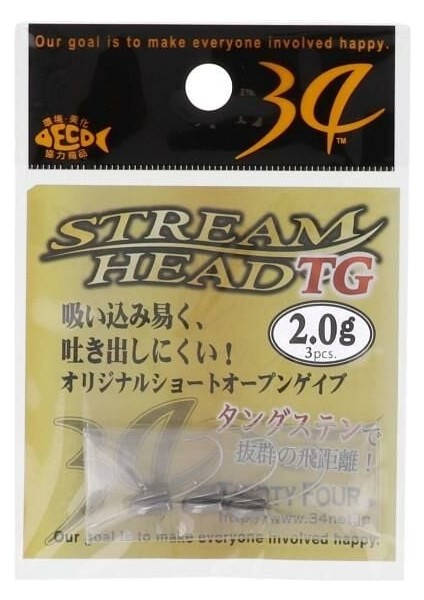 Our goal is to make everyone involved happy.
環境・美化
DECO
協力商品
34
TM
STREAM
HEAD TG
吸い込み易く、
吐き出しにくい！
オリジナルショートオープンゲイプ
2.0g
3pcs.
タングステンで
抜群の飛距離！
34
THIRTY FOUR
http://www.34net.jp
Our goal is to make everyone involved happy.